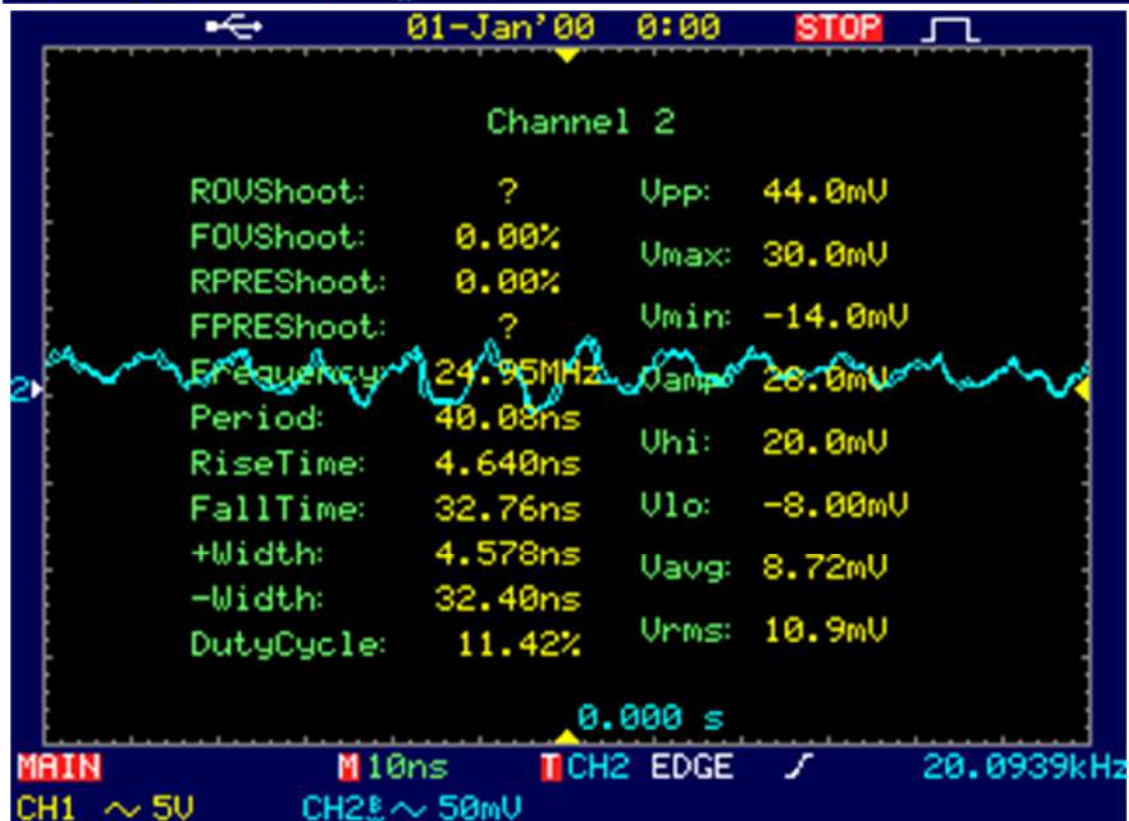 01-Jan'00 0:00 STOP
Channel 2
ROVShoot: ? Vpp: 44.0mV
FOVShoot: 0.00% Vmax: 30.0mV
RPREShoot: 0.00%
FPREShoot: ? Vmin: -14.0mV
2 Frequency: 24.95MHz Vamp: 28.0mV
Period: 40.08ns Vhi: 20.0mV
RiseTime: 4.640ns
FallTime: 32.76ns Vlo: -8.00mV
+Width: 4.578ns Vavg: 8.72mV
-Width: 32.40ns
DutyCycle: 11.42% Vrms: 10.9mV
0.000 s
MAIN M 10ns T CH2 EDGE 20.0939kHz
CH1 ~ 5V CH2 ~ 50mV